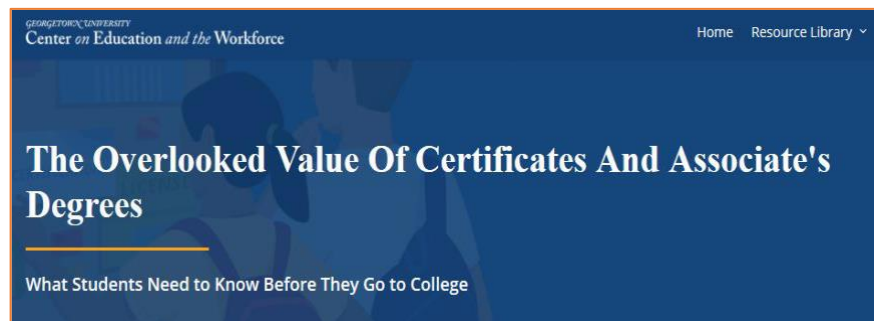 GEORGETOWN UNIVERSITY
Center on Education and the Workforce
Home Resource Library
The Overlooked Value Of Certificates And Associate's
Degrees
What Students Need to Know Before They Go to College